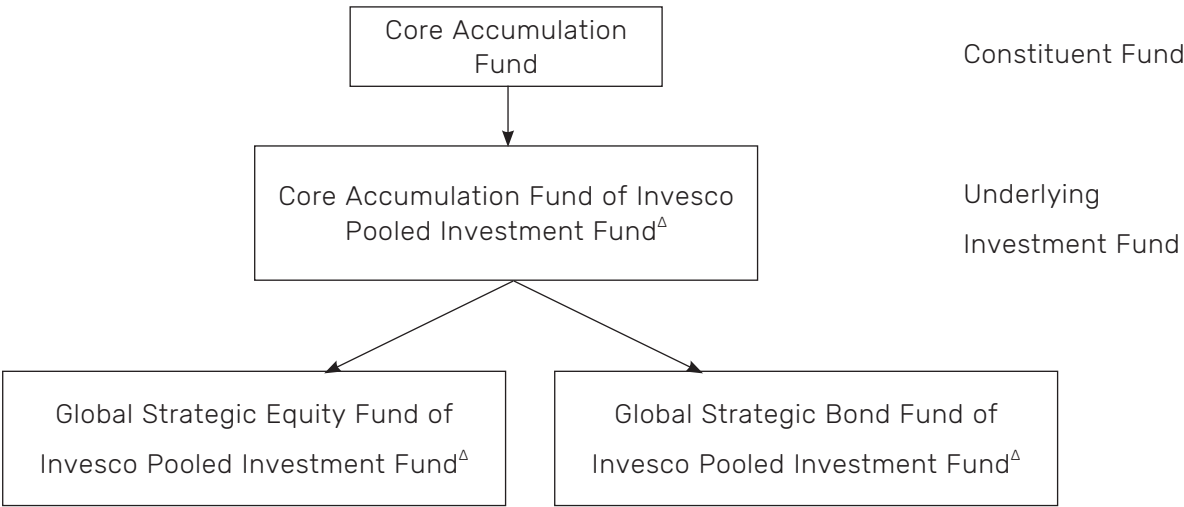 Core Accumulation
Fund
Constituent Fund
Core Accumulation Fund of Invesco
Pooled Investment Fund^Δ
Underlying
Investment Fund
Global Strategic Equity Fund of
Invesco Pooled Investment Fund^Δ
Global Strategic Bond Fund of
Invesco Pooled Investment Fund^Δ